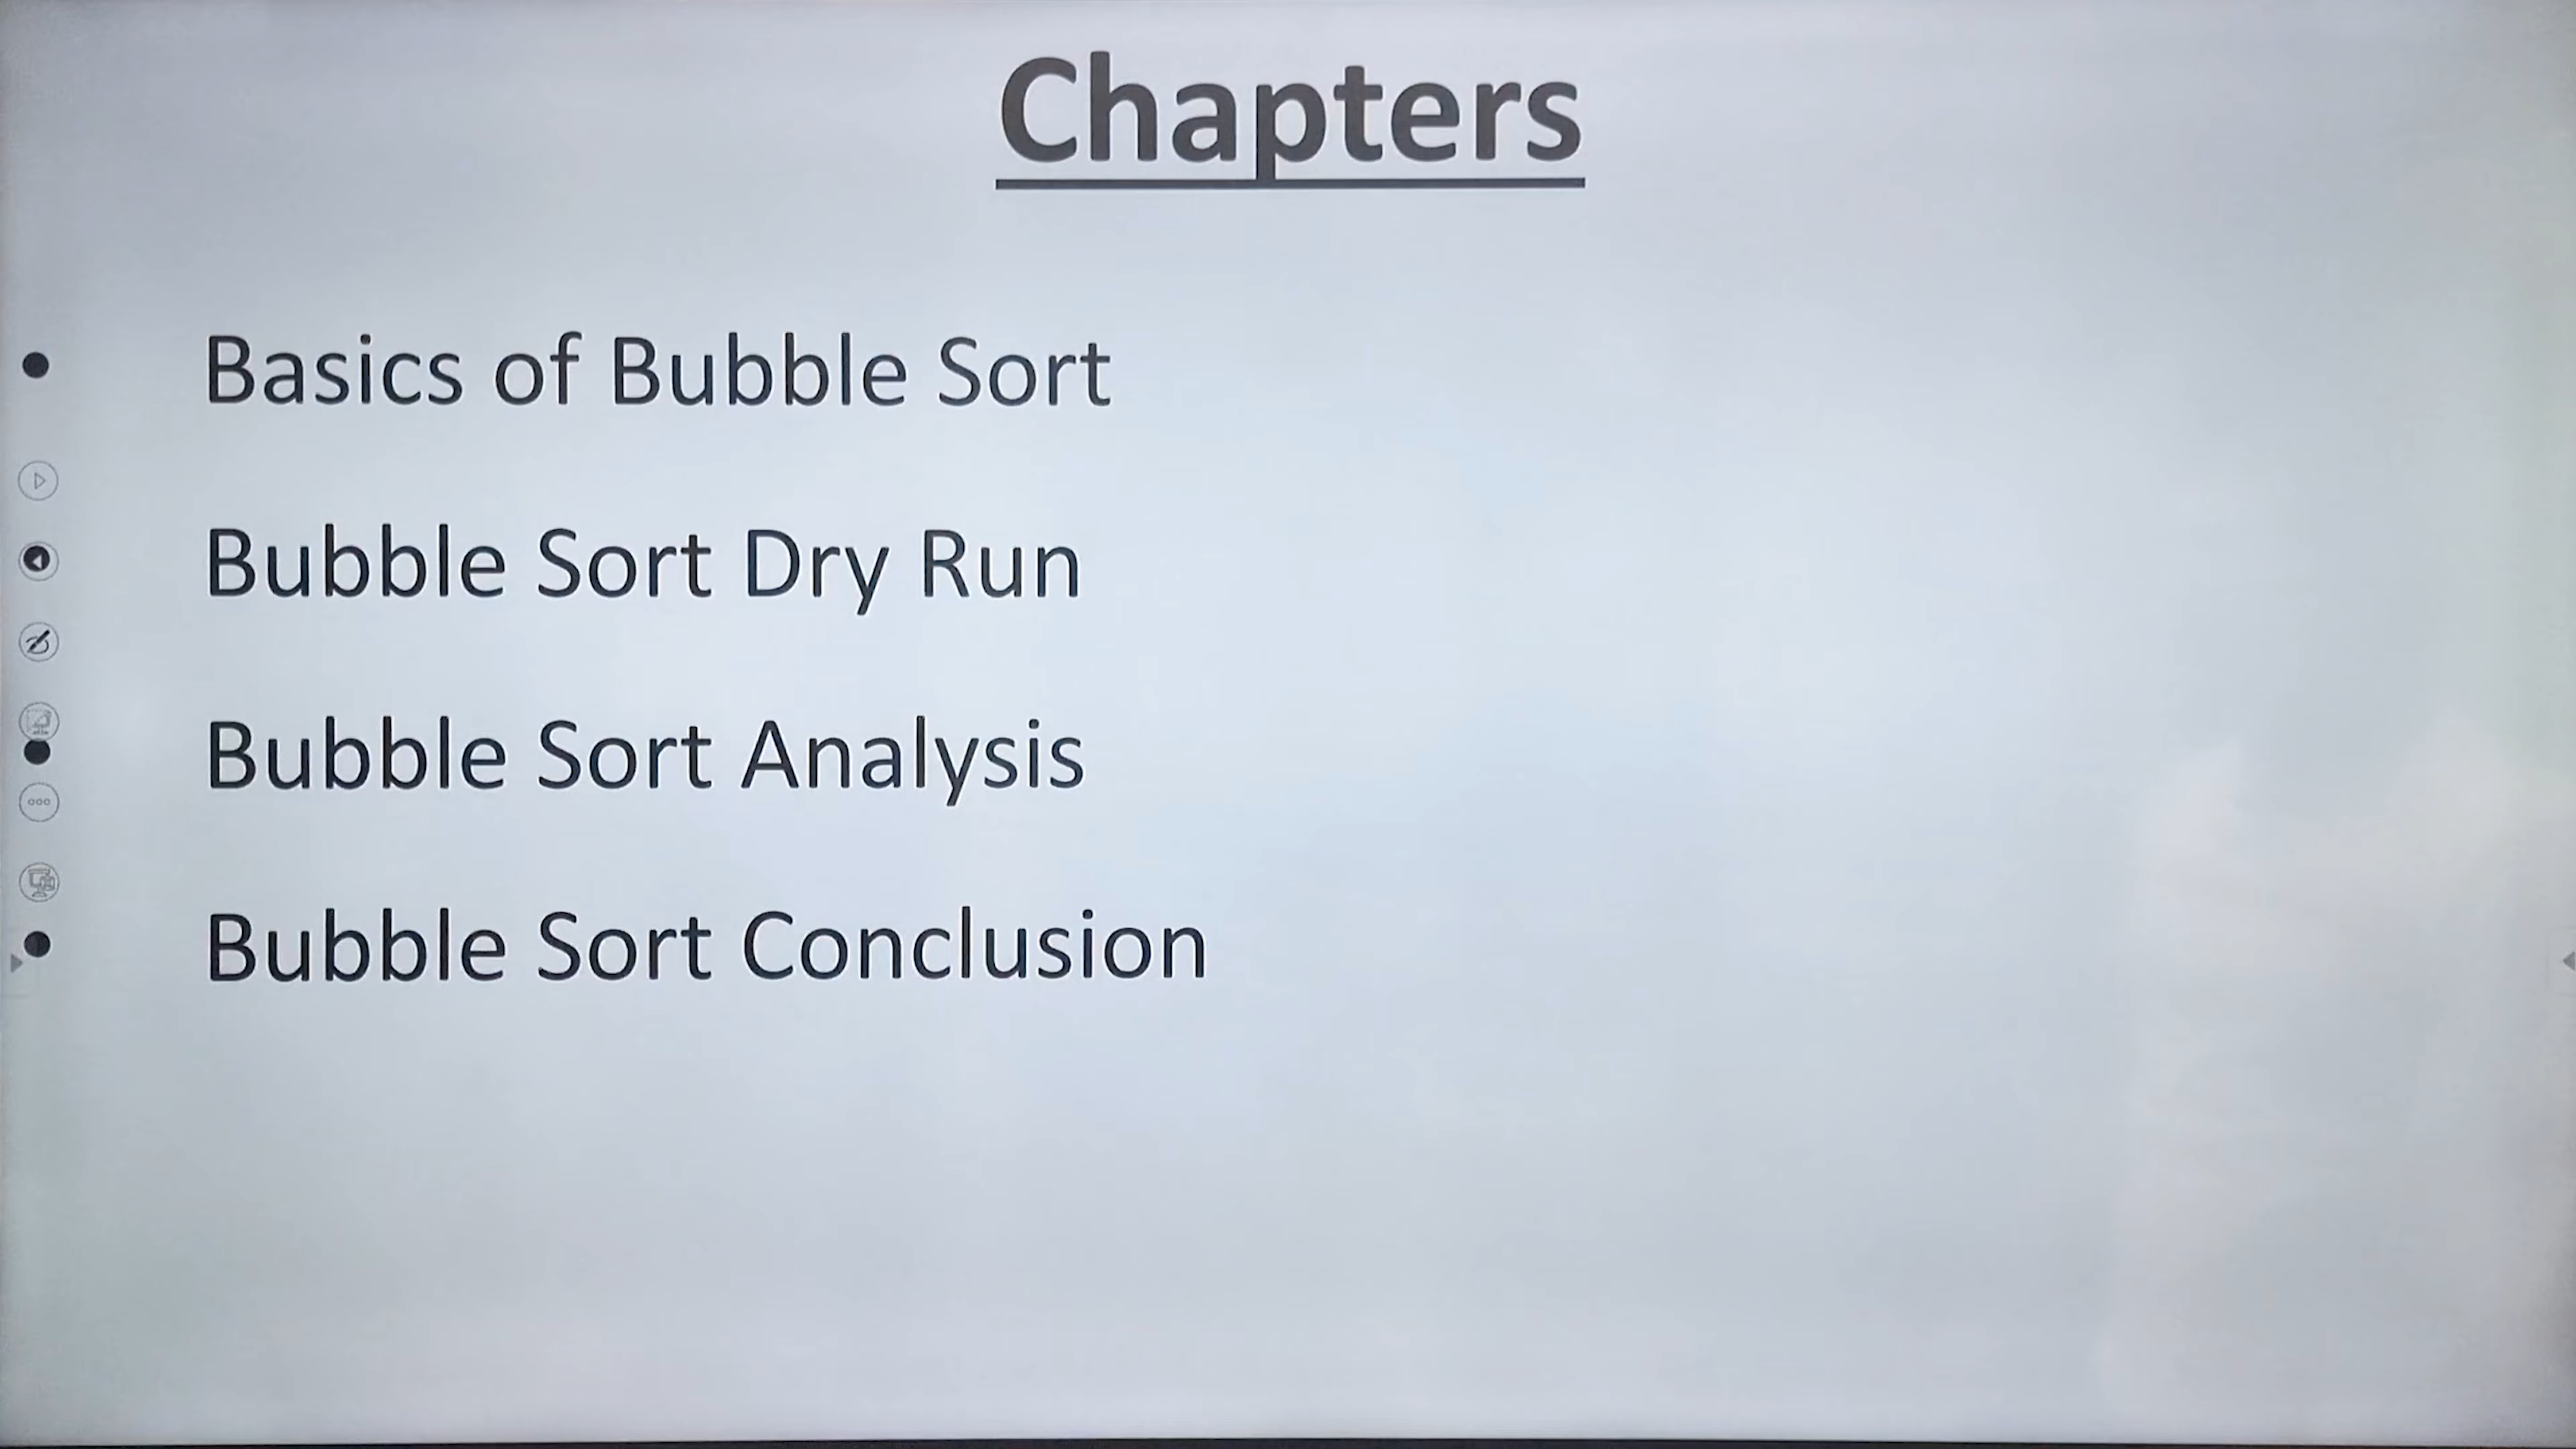 Chapters
• Basics of Bubble Sort
Bubble Sort Dry Run
• Bubble Sort Analysis
• Bubble Sort Conclusion